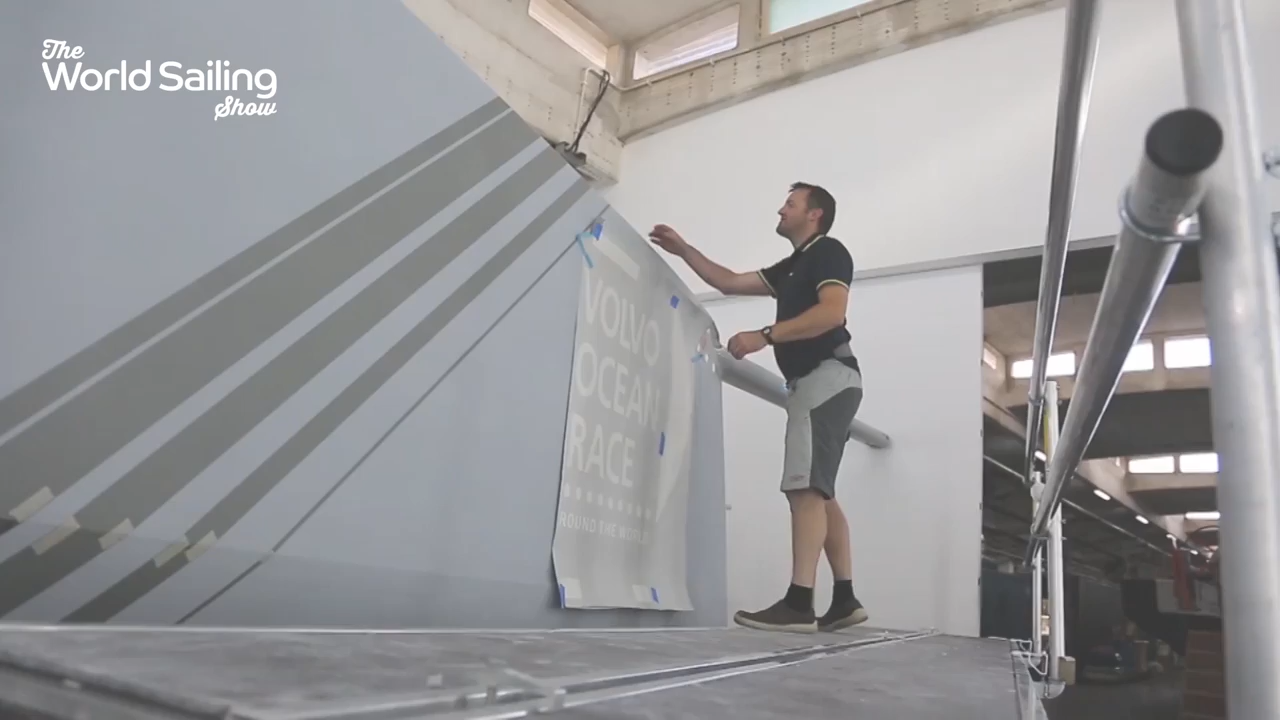 The
World Sailing
Show
VOLVO
OCEAN
RACE
ROUND THE WORLD